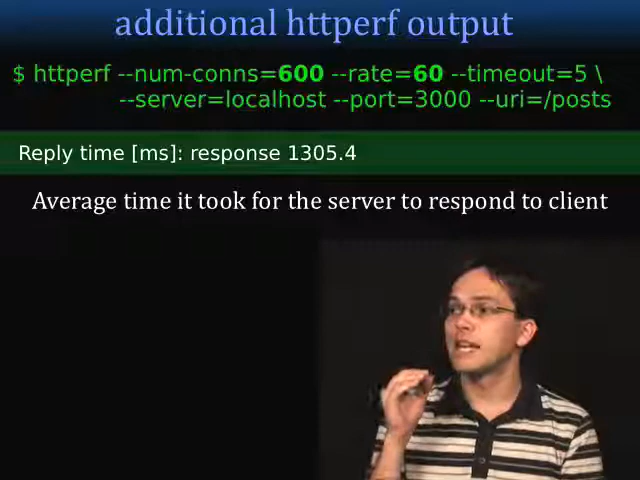 additional httperf output
$ httperf --num-conns=600 --rate=60 --timeout=5 \
--server=localhost --port=3000 --uri=/posts
Reply time [ms]: response 1305.4
Average time it took for the server to respond to client